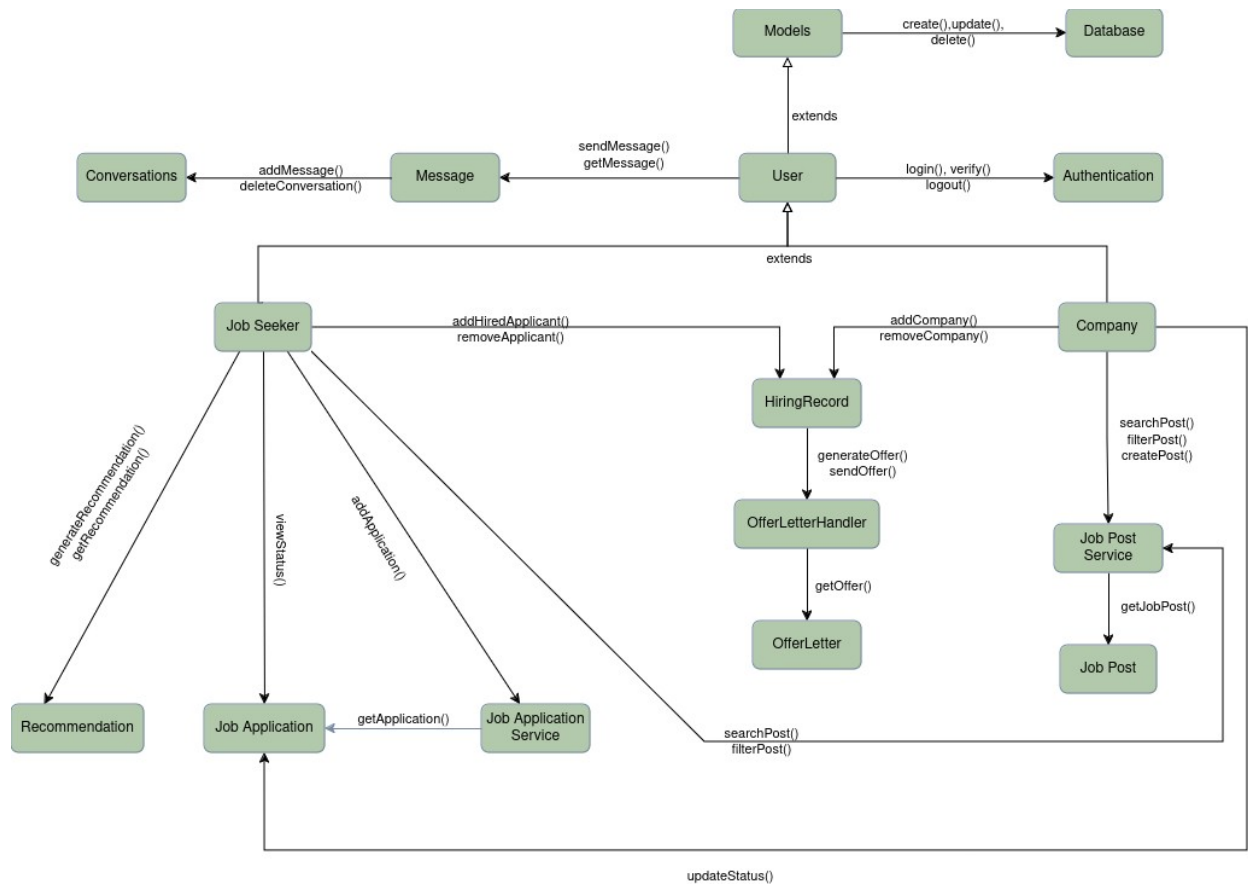 Models
create(),update(),
delete()
Database
extends
Conversations
addMessage()
deleteConversation()
Message
sendMessage()
getMessage()
User
login(), verify()
logout()
Authentication
extends
Job Seeker
addHiredApplicant()
removeApplicant()
addCompany()
removeCompany()
Company
HiringRecord
searchPost()
filterPost()
createPost()
generateOffer()
sendOffer()
generateRecommendation()
getRecommendation()
viewStatus()
addApplication()
OfferLetterHandler
Job Post
Service
getOffer()
getJobPost()
OfferLetter
Job Post
Recommendation
Job Application
getApplication()
Job Application
Service
searchPost()
filterPost()
updateStatus()